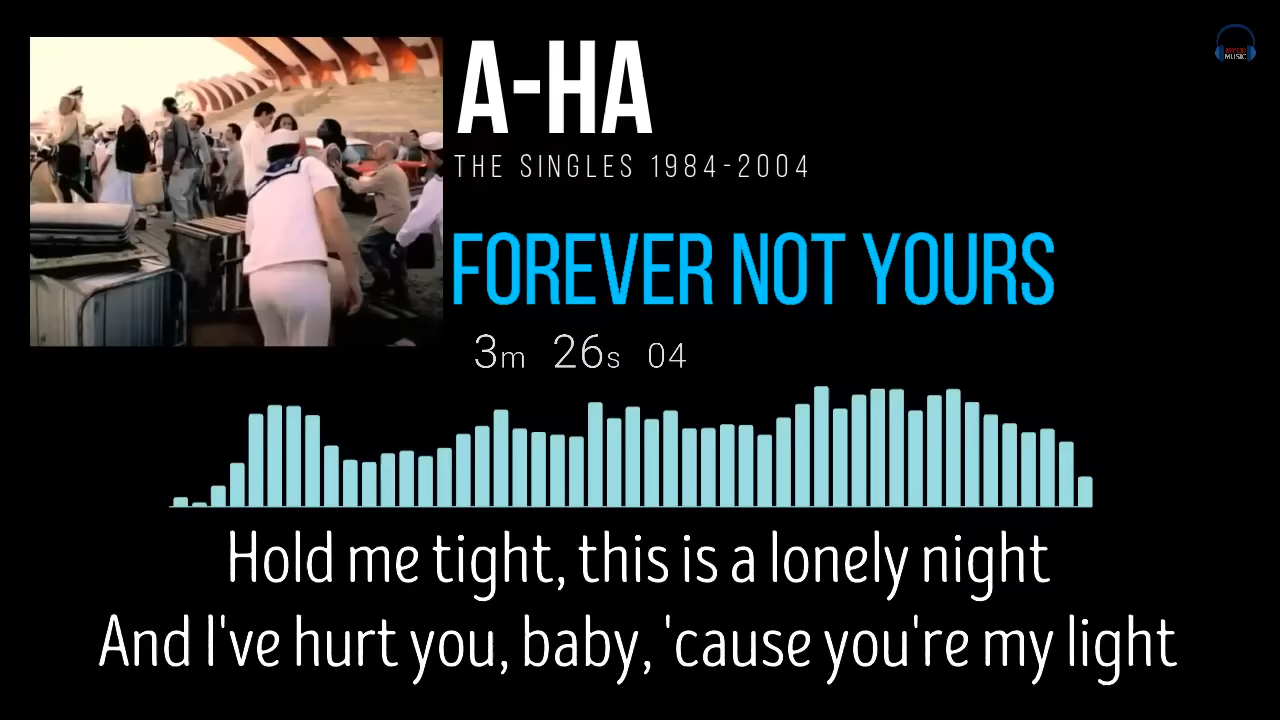 A-HA
THE SINGLES 1984-2004
FOREVER NOT YOURS
3m 26s 04
Hold me tight, this is a lonely night
And I've hurt you, baby, 'cause you're my light
MUSIC